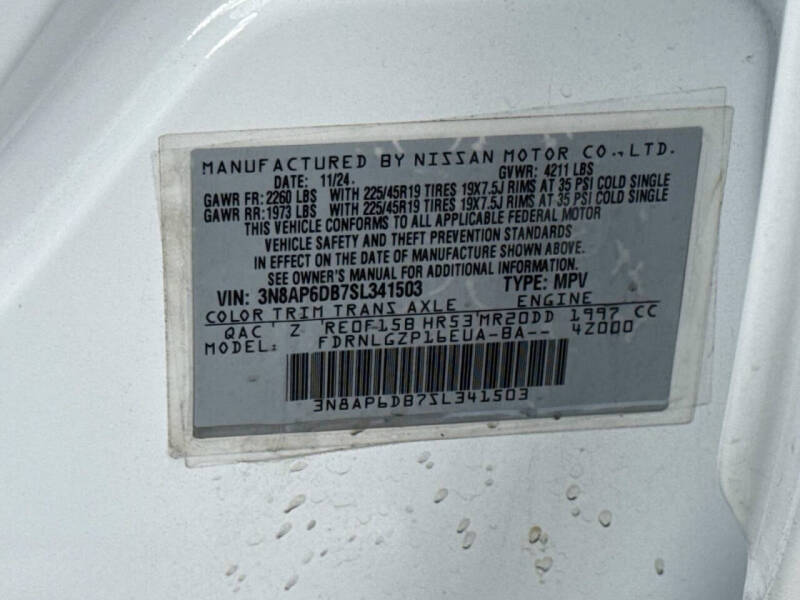 MANUFACTURED BY NISSAN MOTOR CO.,LTD.
DATE: 11/24. GVWR: 4211 LBS
GAWR FR: 2260 LBS WITH 225/45R19 TIRES 19X7.5J RIMS AT 35 PSI COLD SINGLE
GAWR RR: 1973 LBS WITH 225/45R19 TIRES 19X7.5J RIMS AT 35 PSI COLD SINGLE
THIS VEHICLE CONFORMS TO ALL APPLICABLE FEDERAL MOTOR
VEHICLE SAFETY AND THEFT PREVENTION STANDARDS
IN EFFECT ON THE DATE OF MANUFACTURE SHOWN ABOVE.
SEE OWNER'S MANUAL FOR ADDITIONAL INFORMATION.
VIN: 3N8AP6DB7SL341503 TYPE: MPV
COLOR TRIM TRANS AXLE ENGINE
QAC' Z 'RE0F15B HR53'MR20DD 1997 CC
MODEL: FDRNLGZP16EUA-BA-- 4Z000
3N8AP6DB7SL341503